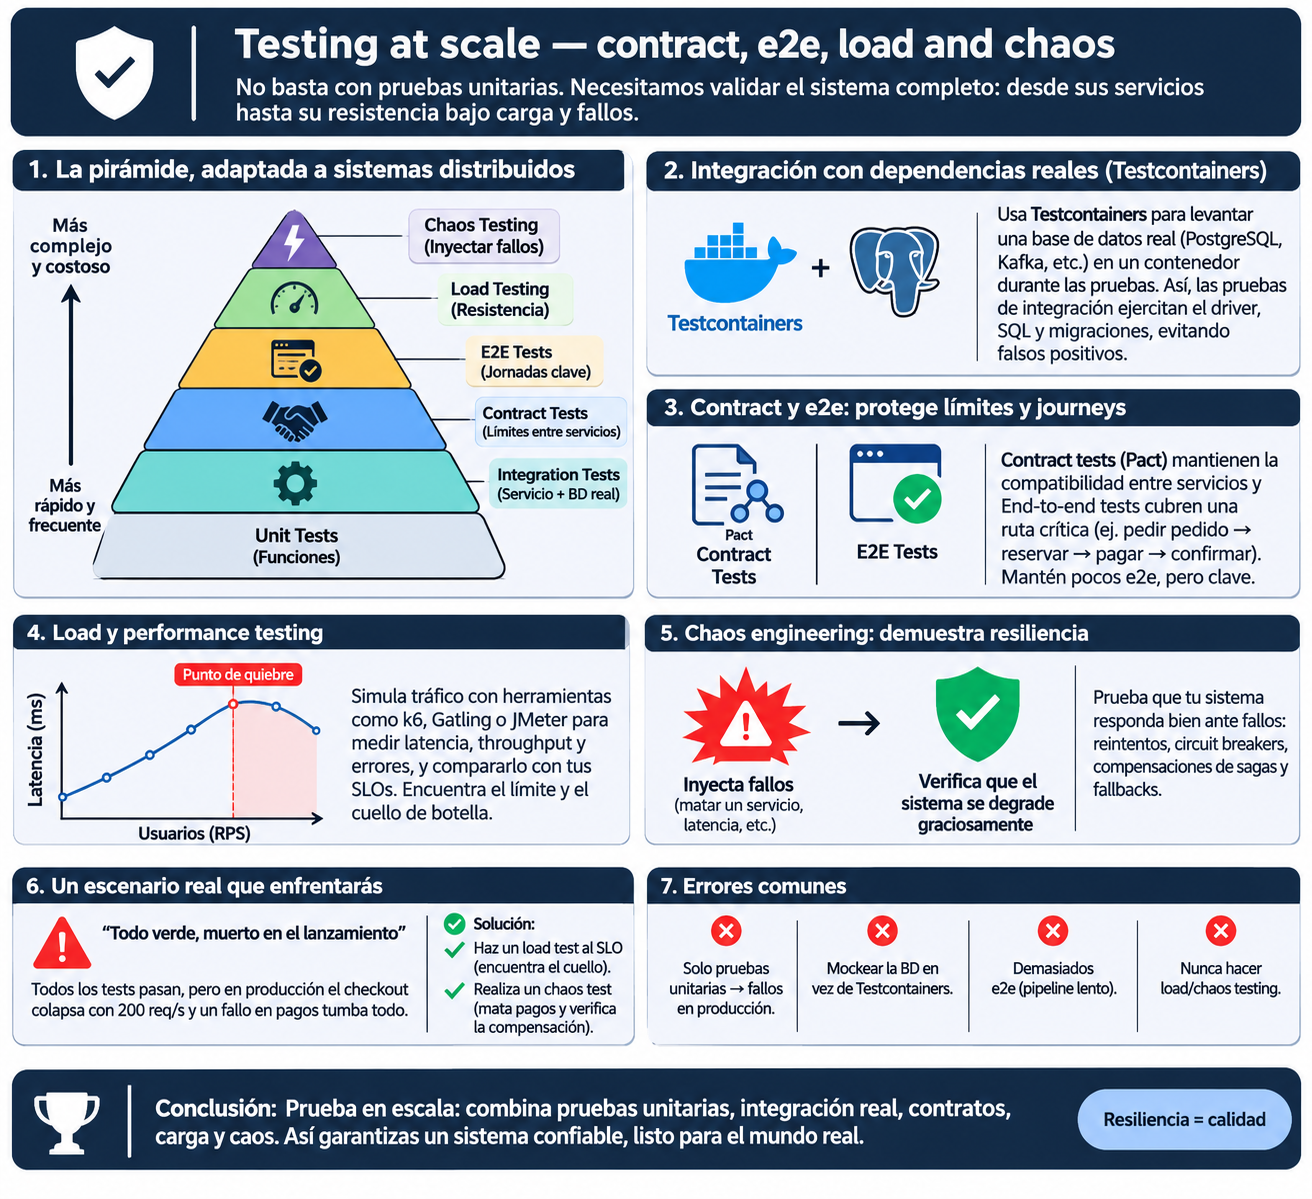 Testing at scale — contract, e2e, load and chaos
No basta con pruebas unitarias. Necesitamos validar el sistema completo: desde sus servicios
hasta su resistencia bajo carga y fallos.
1. La pirámide, adaptada a sistemas distribuidos
Más
complejo
y costoso
Más
rápido y
frecuente
Chaos Testing
(Inyectar fallos)
Load Testing
(Resistencia)
E2E Tests
(Jornadas clave)
Contract Tests
(Límites entre servicios)
Integration Tests
(Servicio + BD real)
Unit Tests
(Funciones)
2. Integración con dependencias reales (Testcontainers)
+
Testcontainers
Usa Testcontainers para levantar
una base de datos real (PostgreSQL,
Kafka, etc.) en un contenedor
durante las pruebas. Así, las pruebas
de integración ejercitan el driver,
SQL y migraciones, evitando
falsos positivos.
3. Contract y e2e: protege límites y journeys
Pact
Contract
Tests
E2E Tests
Contract tests (Pact) mantienen la
compatibilidad entre servicios y
End-to-end tests cubren una
ruta crítica (ej. pedir pedido →
reservar → pagar → confirmar).
Mantén pocos e2e, pero clave.
4. Load y performance testing
Punto de quiebre
Latencia (ms)
Usuarios (RPS)
Simula tráfico con herramientas
como k6, Gatling o JMeter para
medir latencia, throughput y
errores, y compararlo con tus
SLOs. Encuentra el límite y el
cuello de botella.
5. Chaos engineering: demuestra resiliencia
Inyecta fallos
(matar un servicio,
latencia, etc.)
Verifica que el
sistema se degrade
graciosamente
Prueba que tu sistema
responda bien ante fallos:
reintentos, circuit breakers,
compensaciones de sagas y
fallbacks.
6. Un escenario real que enfrentarás
“Todo verde, muerto en el lanzamiento”
Todos los tests pasan, pero en producción el checkout
colapsa con 200 req/s y un fallo en pagos tumba todo.
Solución:
Haz un load test al SLO
(encuentra el cuello).
Realiza un chaos test
(mata pagos y verifica
la compensación).
7. Errores comunes
Solo pruebas
unitarias → fallos
en producción.
Mockear la BD en
vez de Testcontainers.
Demasiados
e2e (pipeline lento).
Nunca hacer
load/chaos testing.
Conclusión: Prueba en escala: combina pruebas unitarias, integración real, contratos,
carga y caos. Así garantizas un sistema confiable, listo para el mundo real.
Resiliencia = calidad